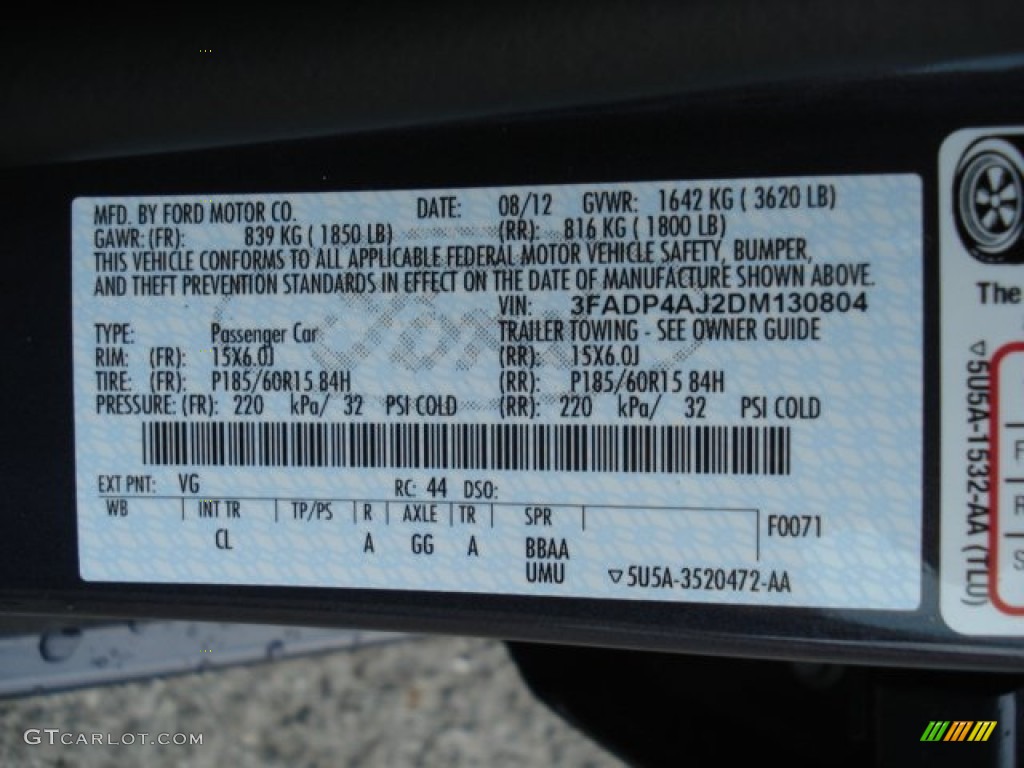 MFD. BY FORD MOTOR CO. DATE: 08/12 GVWR: 1642 KG ( 3620 LB)
GAWR: (FR): 839 KG ( 1850 LB) (RR): 816 KG ( 1800 LB)
THIS VEHICLE CONFORMS TO ALL APPLICABLE FEDERAL MOTOR VEHICLE SAFETY, BUMPER,
AND THEFT PREVENTION STANDARDS IN EFFECT ON THE DATE OF MANUFACTURE SHOWN ABOVE.
VIN: 3FADP4AJ2DM130804
TYPE: Passenger Car TRAILER TOWING - SEE OWNER GUIDE
RIM: (FR): 15X6.0J (RR): 15X6.0J
TIRE: (FR): P185/60R15 84H (RR): P185/60R15 84H
PRESSURE: (FR): 220 kPa/ 32 PSI COLD (RR): 220 kPa/ 32 PSI COLD
EXT PNT: VG RC: 44 DSO:
WB INT TR TP/PS R AXLE TR SPR F0071
CL A GG A BBAA
UMU ▽5U5A-3520472-AA
The
▽5U5A-1532-AA (TLU)
F
R
S
GTCARLOT.COM